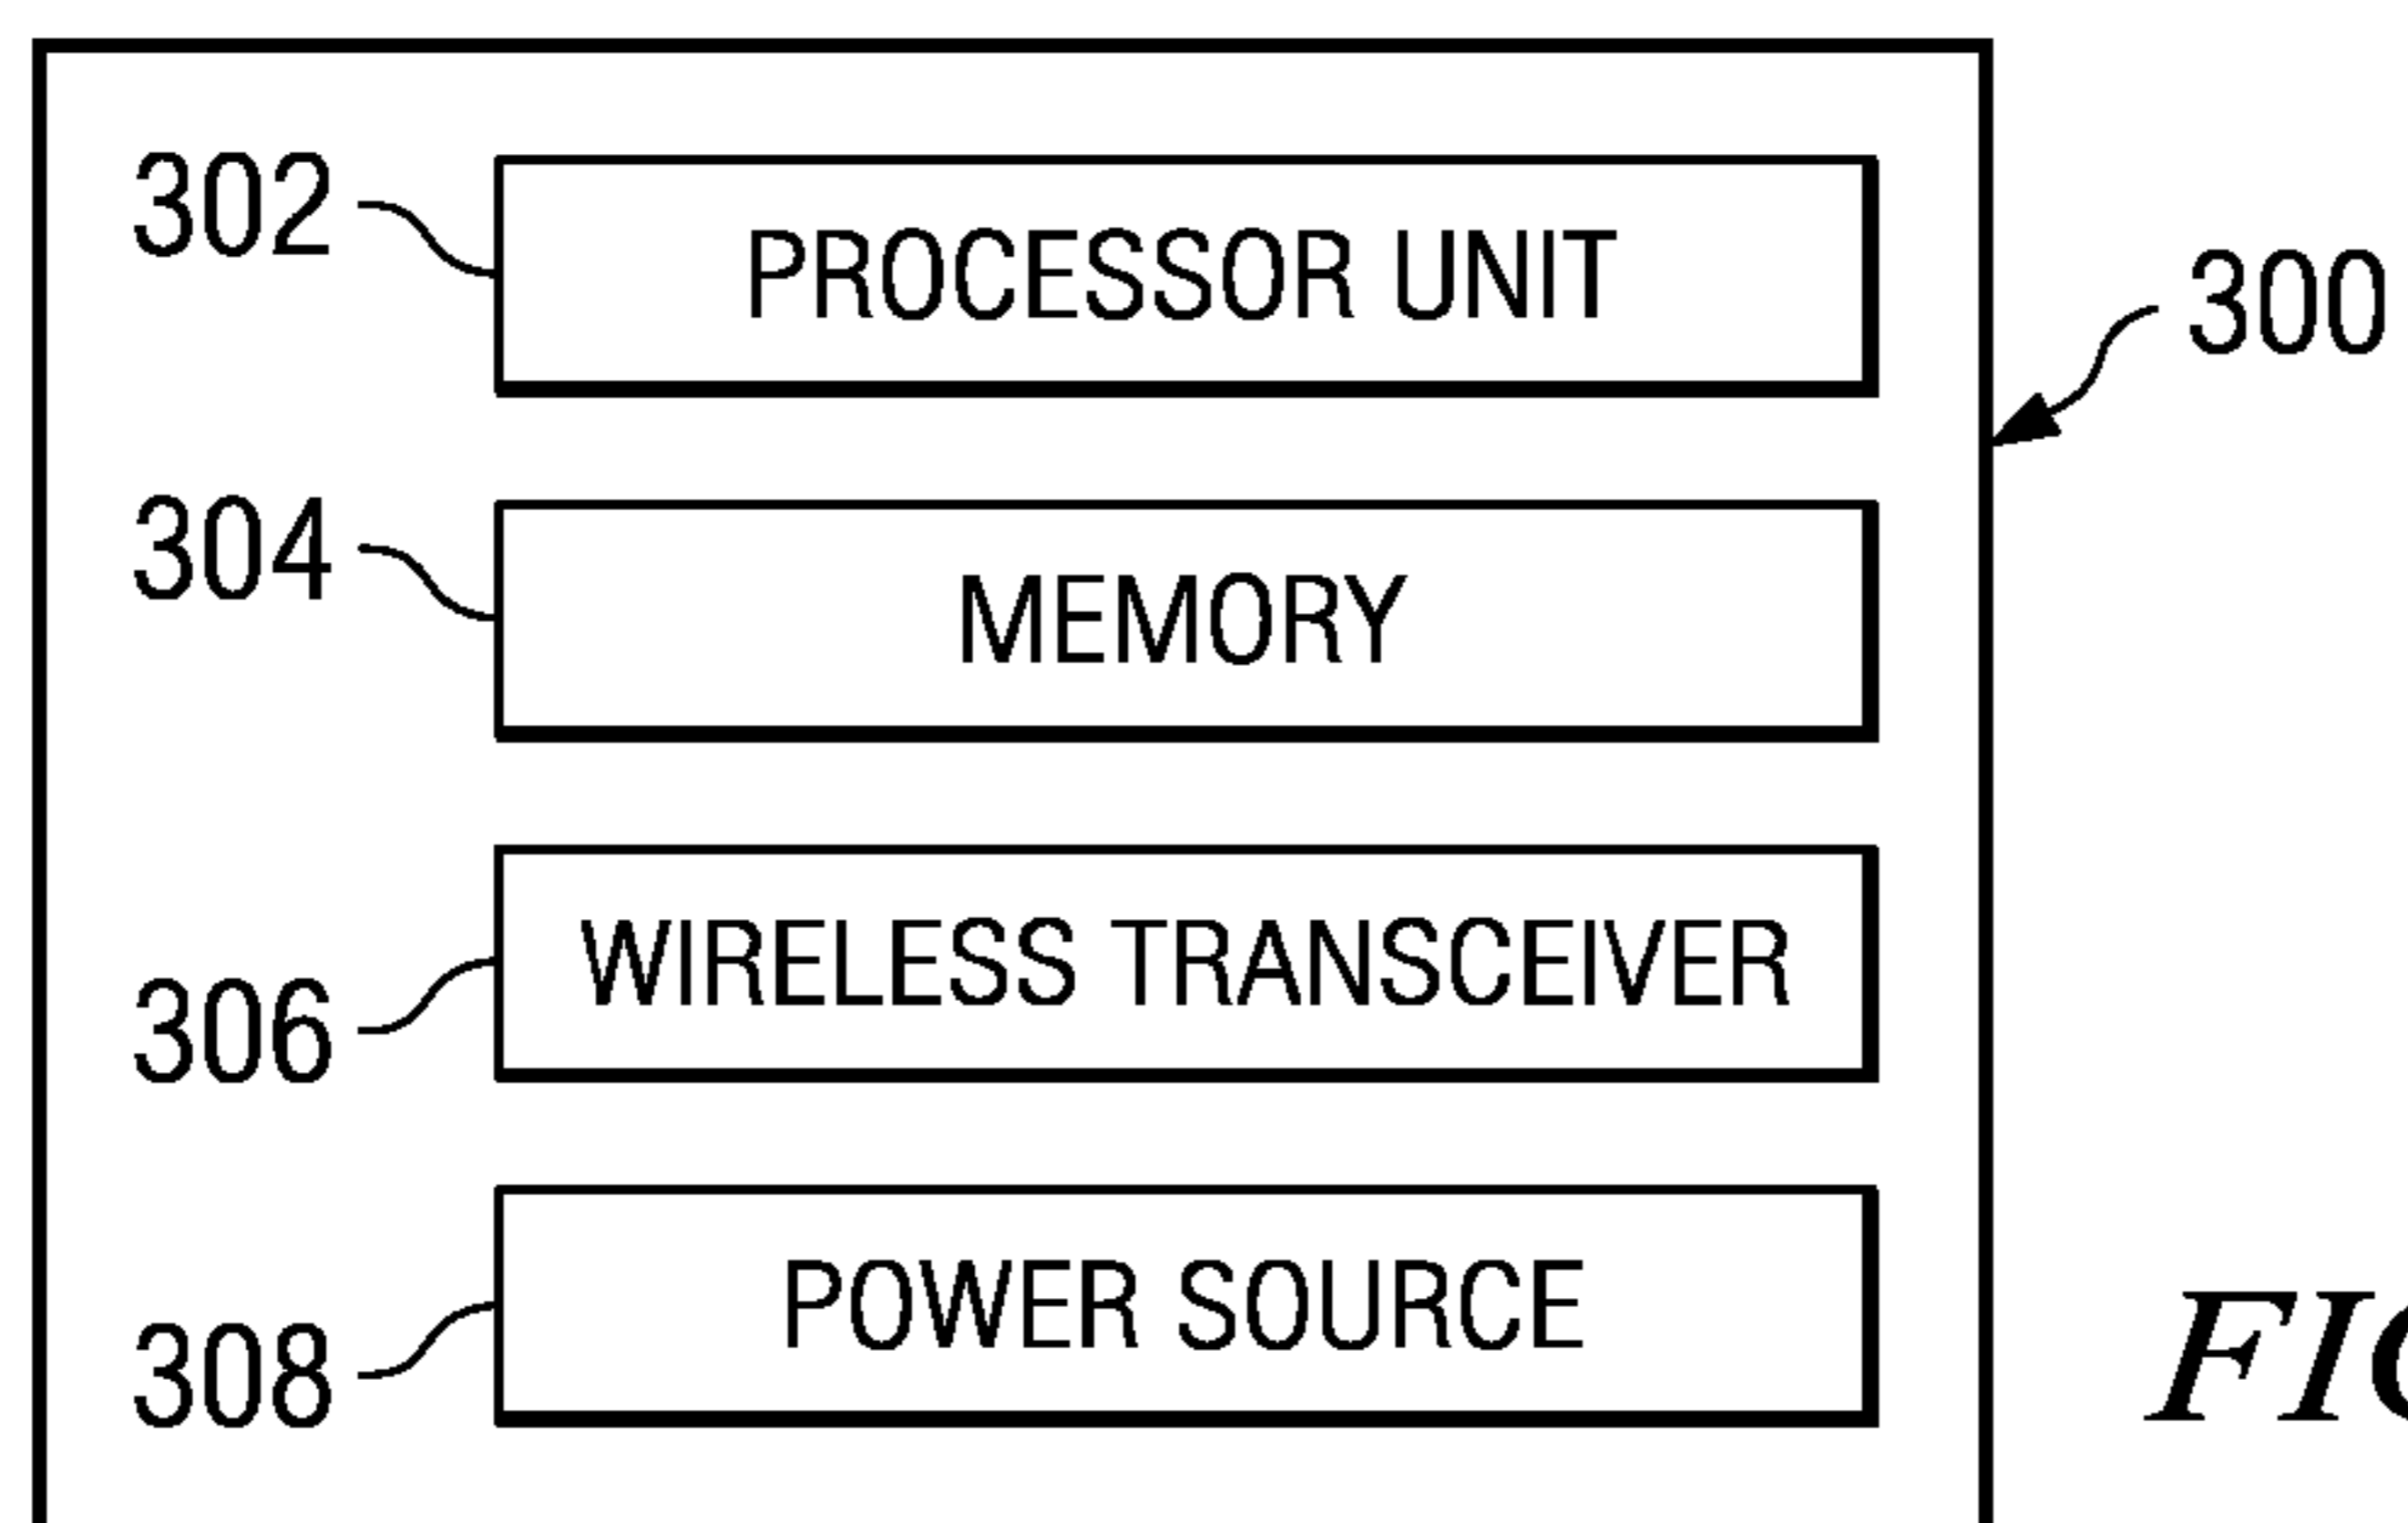 302
PROCESSOR UNIT
300
304
MEMORY
WIRELESS TRANSCEIVER
306
POWER SOURCE
308